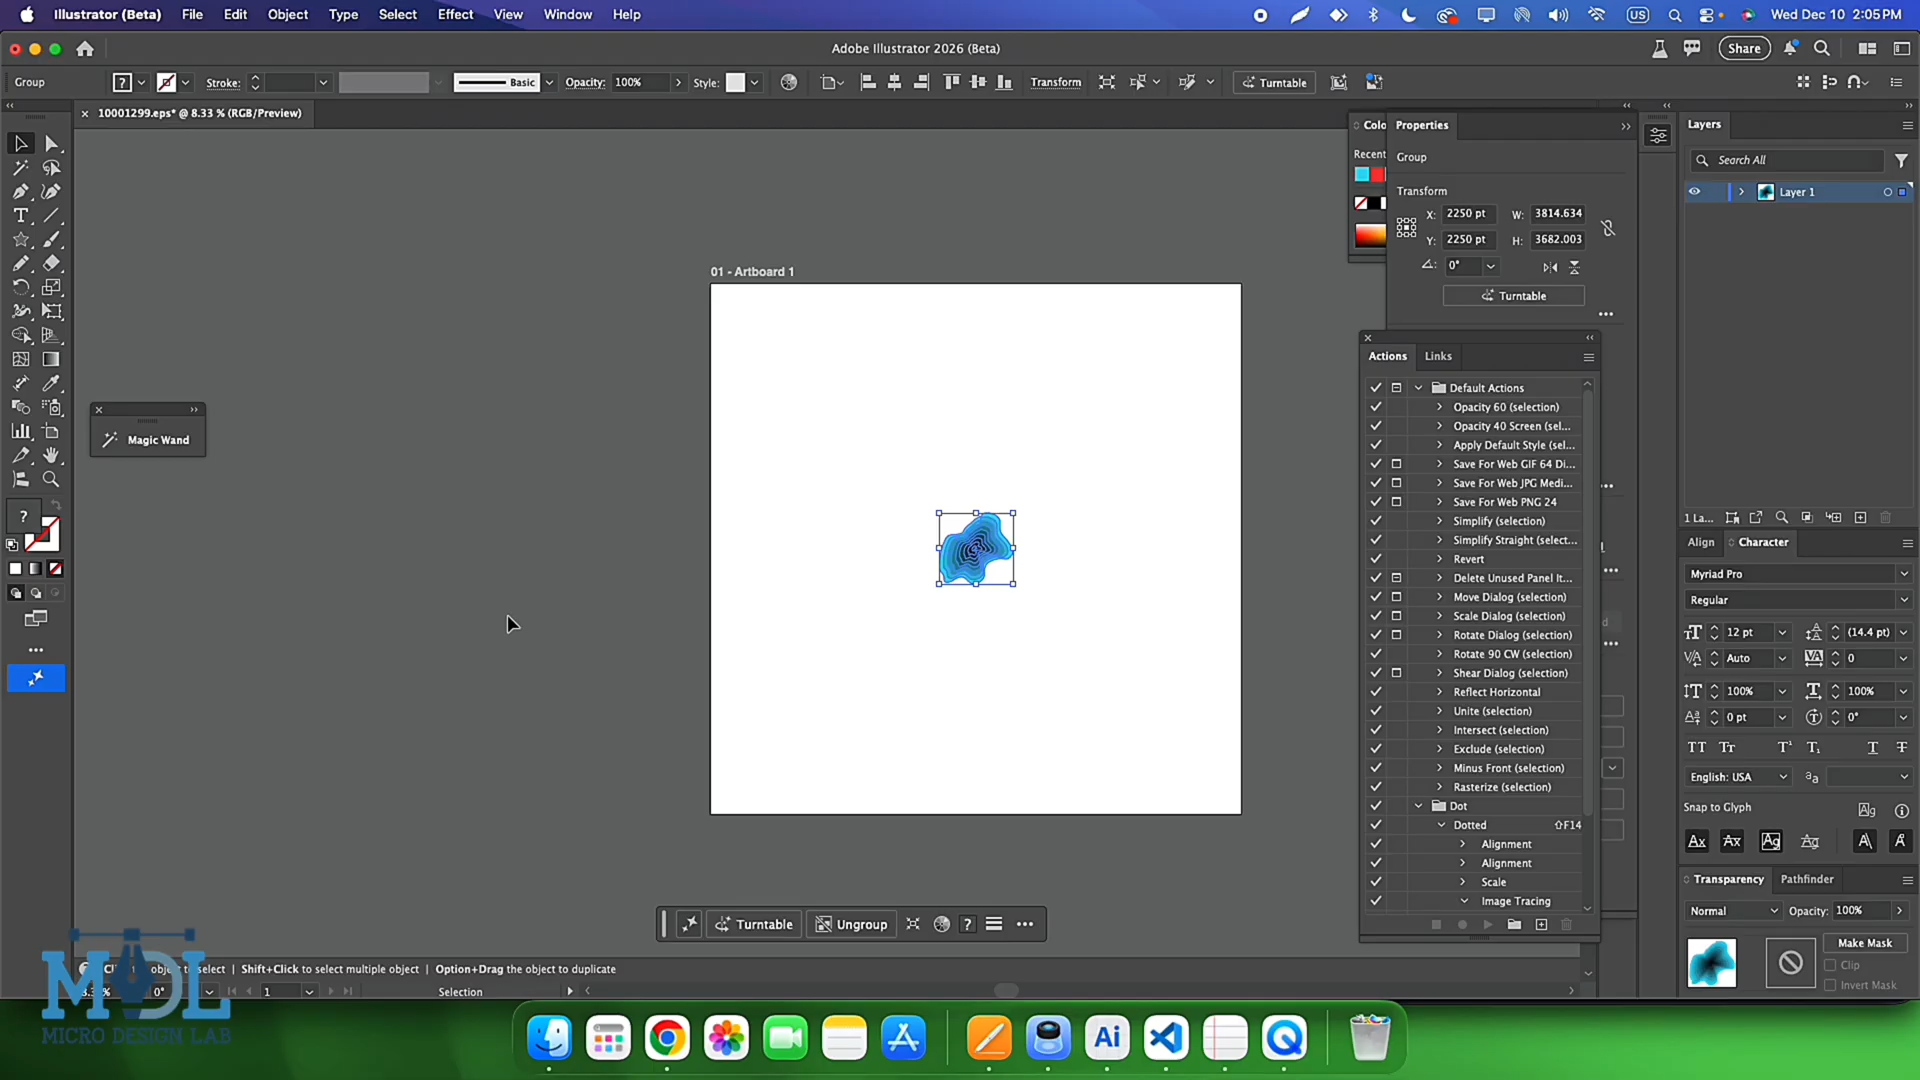 Illustrator (Beta) File Edit Object Type Select Effect View Window Help
US
Wed Dec 10 2:05 PM
Adobe Illustrator 2026 (Beta)
Share
Group
?
Stroke:
Basic
Opacity: 100%
Style:
Transform
Turntable
10001299.eps* @ 8.33 % (RGB/Preview)
01 - Artboard 1
Magic Wand
?
Colo
Recent
Properties
Group
Transform
X: 2250 pt W: 3814.634
Y: 2250 pt H: 3682.003
0°
Turntable
Actions Links
Default Actions
Opacity 60 (selection)
Opacity 40 Screen (sel...
Apply Default Style (sel...
Save For Web GIF 64 Di...
Save For Web JPG Medi...
Save For Web PNG 24
Simplify (selection)
Simplify Straight (select...
Revert
Delete Unused Panel It...
Move Dialog (selection)
Scale Dialog (selection)
Rotate Dialog (selection)
Rotate 90 CW (selection)
Shear Dialog (selection)
Reflect Horizontal
Unite (selection)
Intersect (selection)
Exclude (selection)
Minus Front (selection)
Rasterize (selection)
Dot
Dotted ⇧F14
Alignment
Alignment
Scale
Image Tracing
Layers
Search All
Layer 1
1 La...
Align Character
Myriad Pro
Regular
12 pt (14.4 pt)
Auto 0
100% 100%
0 pt 0°
English: USA
Snap to Glyph
Transparency Pathfinder
Normal Opacity: 100%
Make Mask
Clip
Invert Mask
Turntable Ungroup ?
object to select | Shift+Click to select multiple object | Option+Drag the object to duplicate
0° 1 Selection
MDL
MICRO DESIGN LAB
Ai